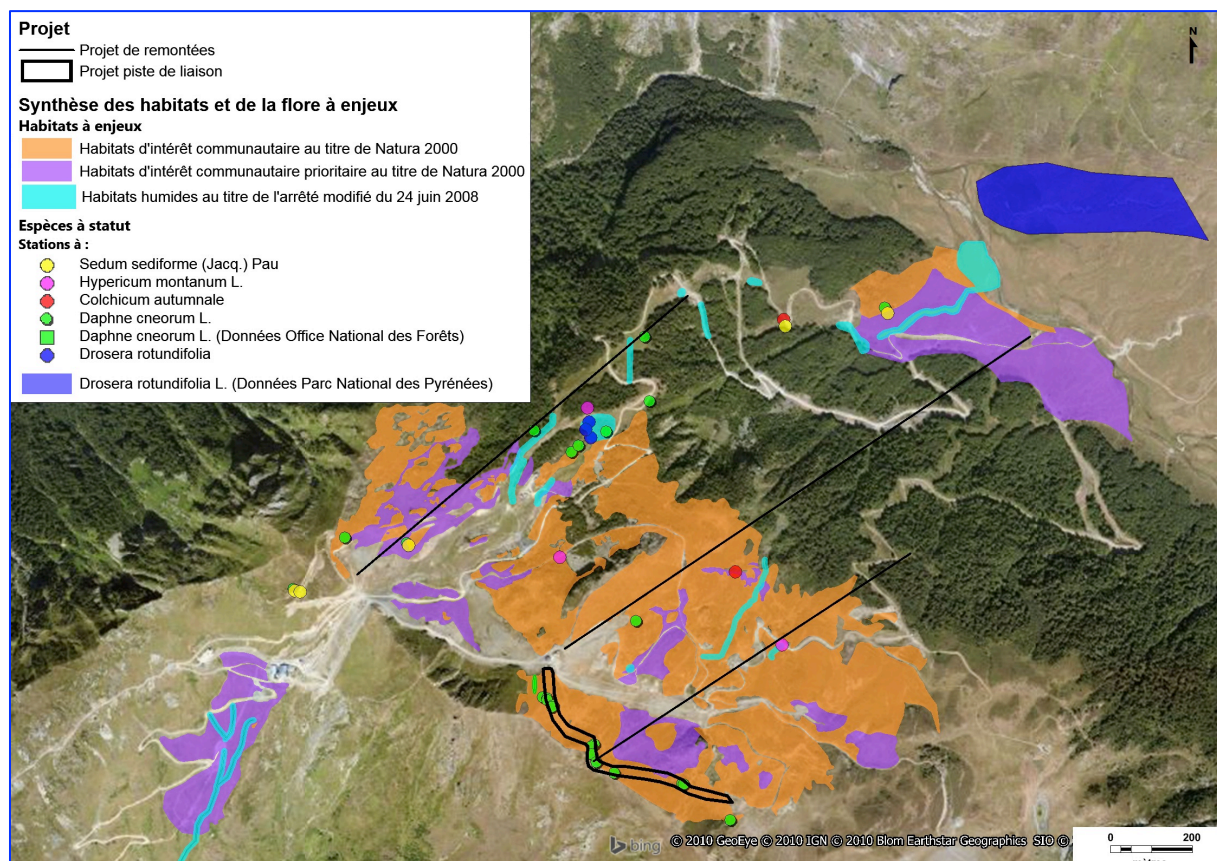 Projet
Projet de remontées
Projet piste de liaison
Synthèse des habitats et de la flore à enjeux
Habitats à enjeux
Habitats d'intérêt communautaire au titre de Natura 2000
Habitats d'intérêt communautaire prioritaire au titre de Natura 2000
Habitats humides au titre de l'arrêté modifié du 24 juin 2008
Espèces à statut
Stations à :
Sedum sediforme (Jacq.) Pau
Hypericum montanum L.
Colchicum autumnale
Daphne cneorum L.
Daphne cneorum L. (Données Office National des Forêts)
Drosera rotundifolia
Drosera rotundifolia L. (Données Parc National des Pyrénées)
N
bing © 2010 GeoEye © 2010 IGN © 2010 Blom Earthstar Geographics SIO ©
0 200